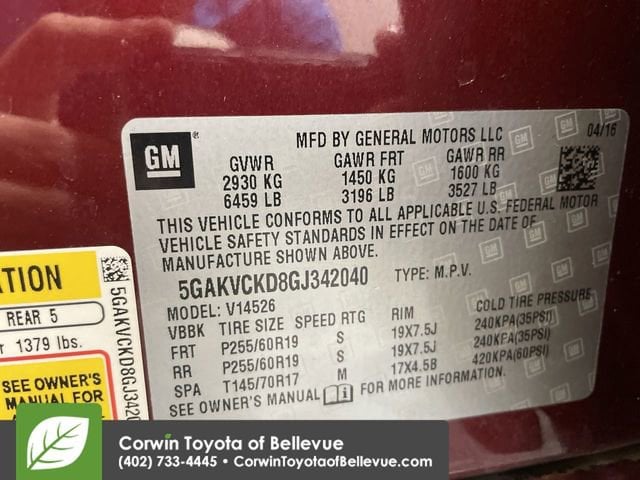 GM
MFD BY GENERAL MOTORS LLC
04/16
GVWR GAWR FRT GAWR RR
2930 KG 1450 KG 1600 KG
6459 LB 3196 LB 3527 LB
THIS VEHICLE CONFORMS TO ALL APPLICABLE U.S. FEDERAL MOTOR
VEHICLE SAFETY STANDARDS IN EFFECT ON THE DATE OF
MANUFACTURE SHOWN ABOVE.
5GAKVCKD8GJ342040 TYPE: M.P.V.
MODEL: V14526
VBBK TIRE SIZE SPEED RTG RIM COLD TIRE PRESSURE
FRT P255/60R19 S 19X7.5J 240KPA(35PSI)
RR P255/60R19 S 19X7.5J 240KPA(35PSI)
SPA T145/70R17 M 17X4.5B 420KPA(60PSI)
SEE OWNER'S MANUAL FOR MORE INFORMATION.
REAR 5
1379 lbs.
SEE OWNER'S
MANUAL FOR
5GAKVCKD8GJ3420
Corwin Toyota of Bellevue
(402) 733-4445 • CorwinToyotaofBellevue.com